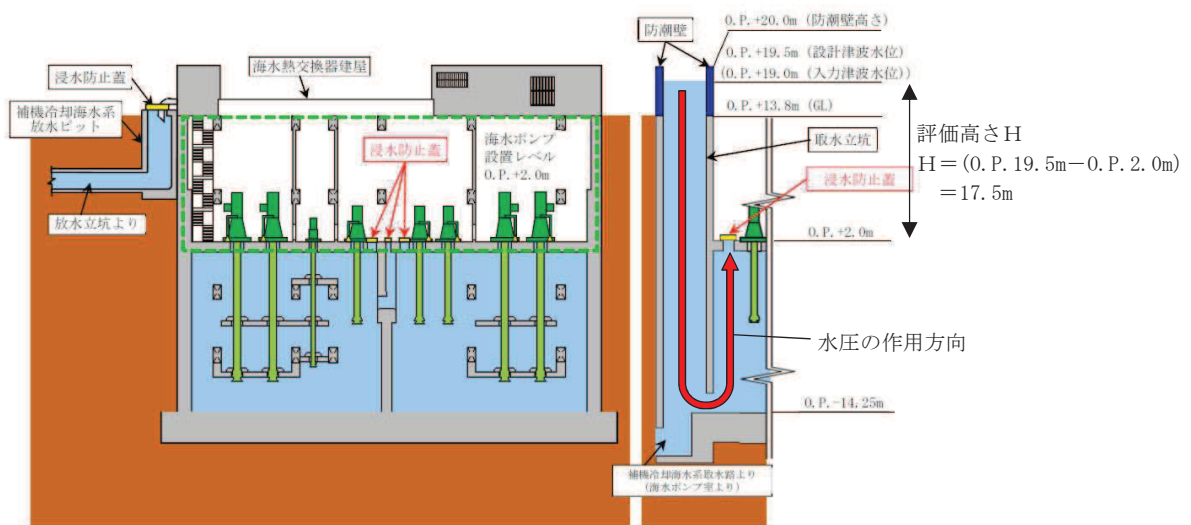 浸水防止蓋
補機冷却海水系
放水ピット
放水立坑より
海水熱交換器建屋
浸水防止蓋
海水ポンプ
設置レベル
O.P.+2.0m
防潮壁
O.P.+20.0m (防潮壁高さ)
O.P.+19.5m (設計津波水位)
(O.P.+19.0m (入力津波水位))
O.P.+13.8m (GL)
取水立坑
浸水防止蓋
評価高さH
H=(O.P.19.5m-O.P.2.0m)
=17.5m
O.P.+2.0m
水圧の作用方向
O.P.-14.25m
補機冷却海水系取水路より
(海水ポンプ室より)